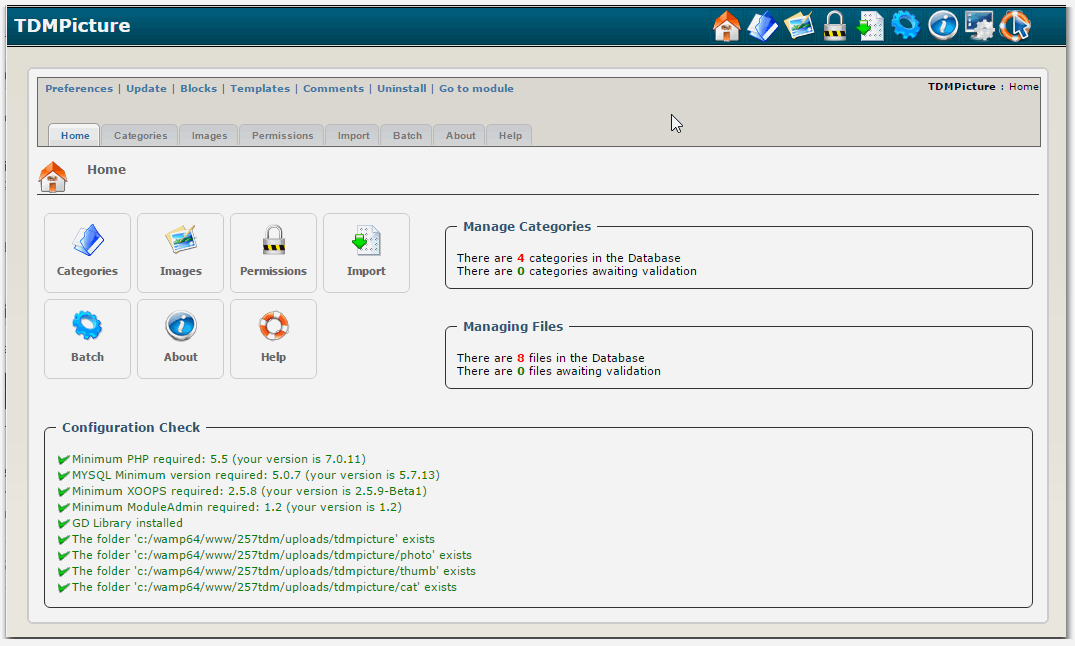 TDMPicture
Preferences | Update | Blocks | Templates | Comments | Uninstall | Go to module
TDMPicture : Home
Home Categories Images Permissions Import Batch About Help
Home
Categories Images Permissions Import
Batch About Help
Manage Categories
There are 4 categories in the Database
There are 0 categories awaiting validation
Managing Files
There are 8 files in the Database
There are 0 files awaiting validation
Configuration Check
Minimum PHP required: 5.5 (your version is 7.0.11)
MYSQL Minimum version required: 5.0.7 (your version is 5.7.13)
Minimum XOOPS required: 2.5.8 (your version is 2.5.9-Beta1)
Minimum ModuleAdmin required: 1.2 (your version is 1.2)
GD Library installed
The folder 'c:/wamp64/www/257tdm/uploads/tdmpicture' exists
The folder 'c:/wamp64/www/257tdm/uploads/tdmpicture/photo' exists
The folder 'c:/wamp64/www/257tdm/uploads/tdmpicture/thumb' exists
The folder 'c:/wamp64/www/257tdm/uploads/tdmpicture/cat' exists